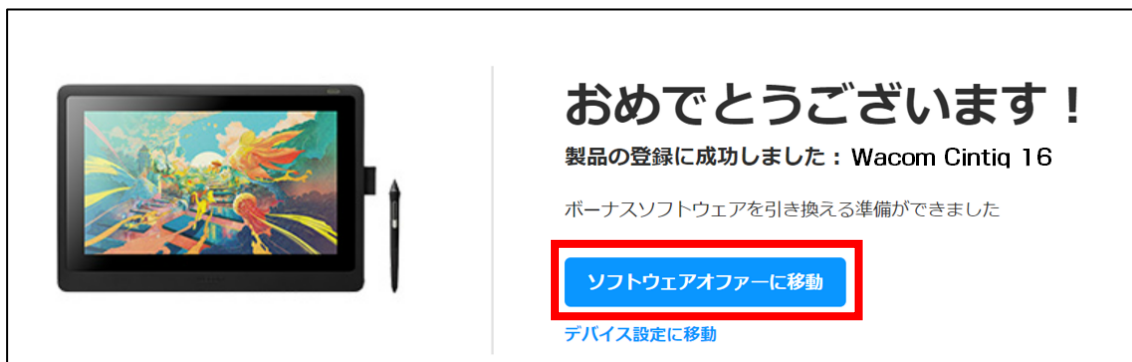 おめでとうございます！
製品の登録に成功しました：Wacom Cintiq 16
ボーナスソフトウェアを引き換える準備ができました
ソフトウェアオファーに移動
デバイス設定に移動